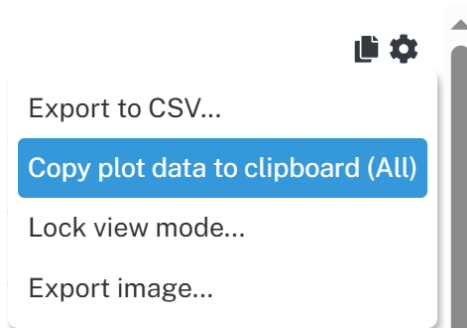 Export to CSV...
Copy plot data to clipboard (All)
Lock view mode...
Export image...